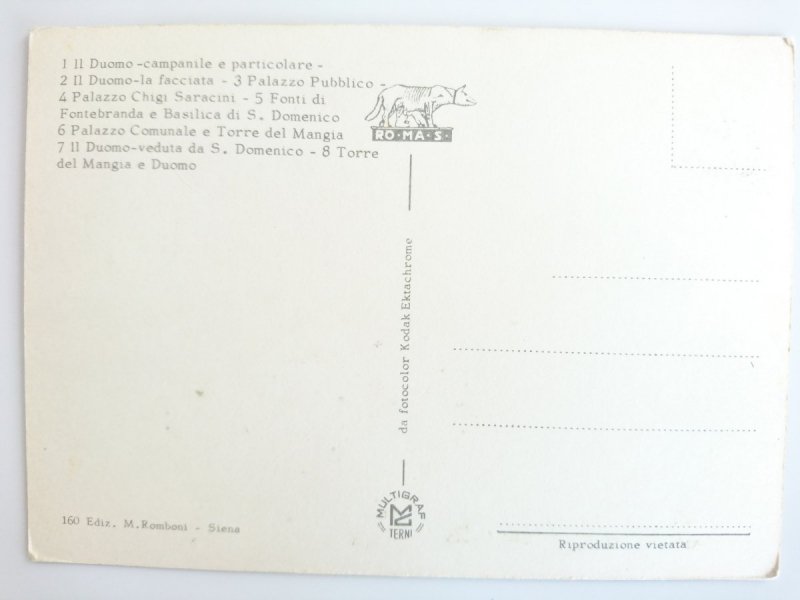 1 Il Duomo -campanile e particolare -
2 Il Duomo-la facciata - 3 Palazzo Pubblico -
4 Palazzo Chigi Saracini - 5 Fonti di
Fontebranda e Basilica di S. Domenico
6 Palazzo Comunale e Torre del Mangia
7 Il Duomo-veduta da S. Domenico - 8 Torre
del Mangia e Duomo
RO·MA·S·
da fotocolor Kodak Ektachrome
160 Ediz. M. Romboni - Siena
MULTIGRAF
TERNI
Riproduzione vietata